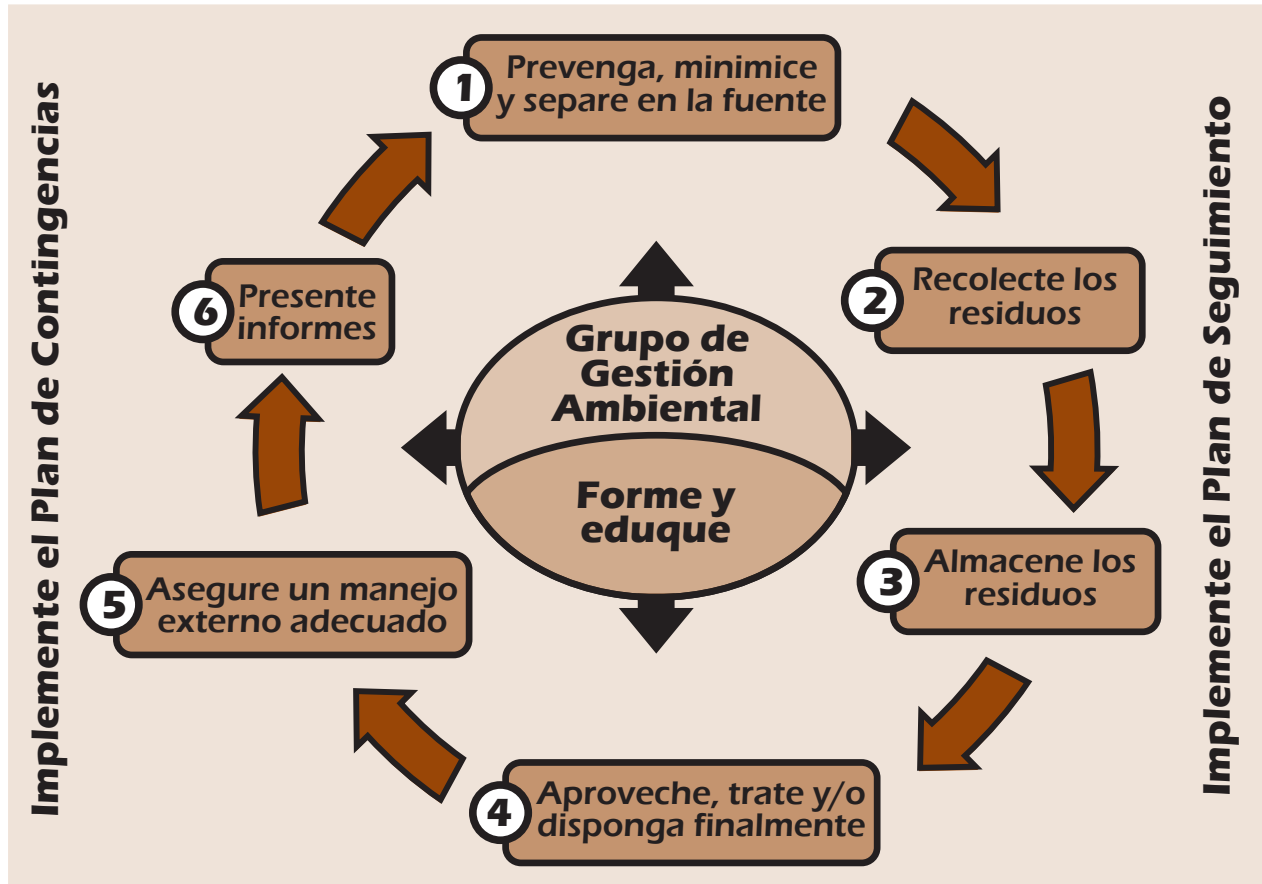 Implemente el Plan de Contingencias
1
Prevenga, minimice
y separe en la fuente
2
Recolecte los
residuos
3
Almacene los
residuos
4
Aproveche, trate y/o
disponga finalmente
5
Asegure un manejo
externo adecuado
6
Presente
informes
Grupo de
Gestión
Ambiental
Forme y
eduque
Implemente el Plan de Seguimiento